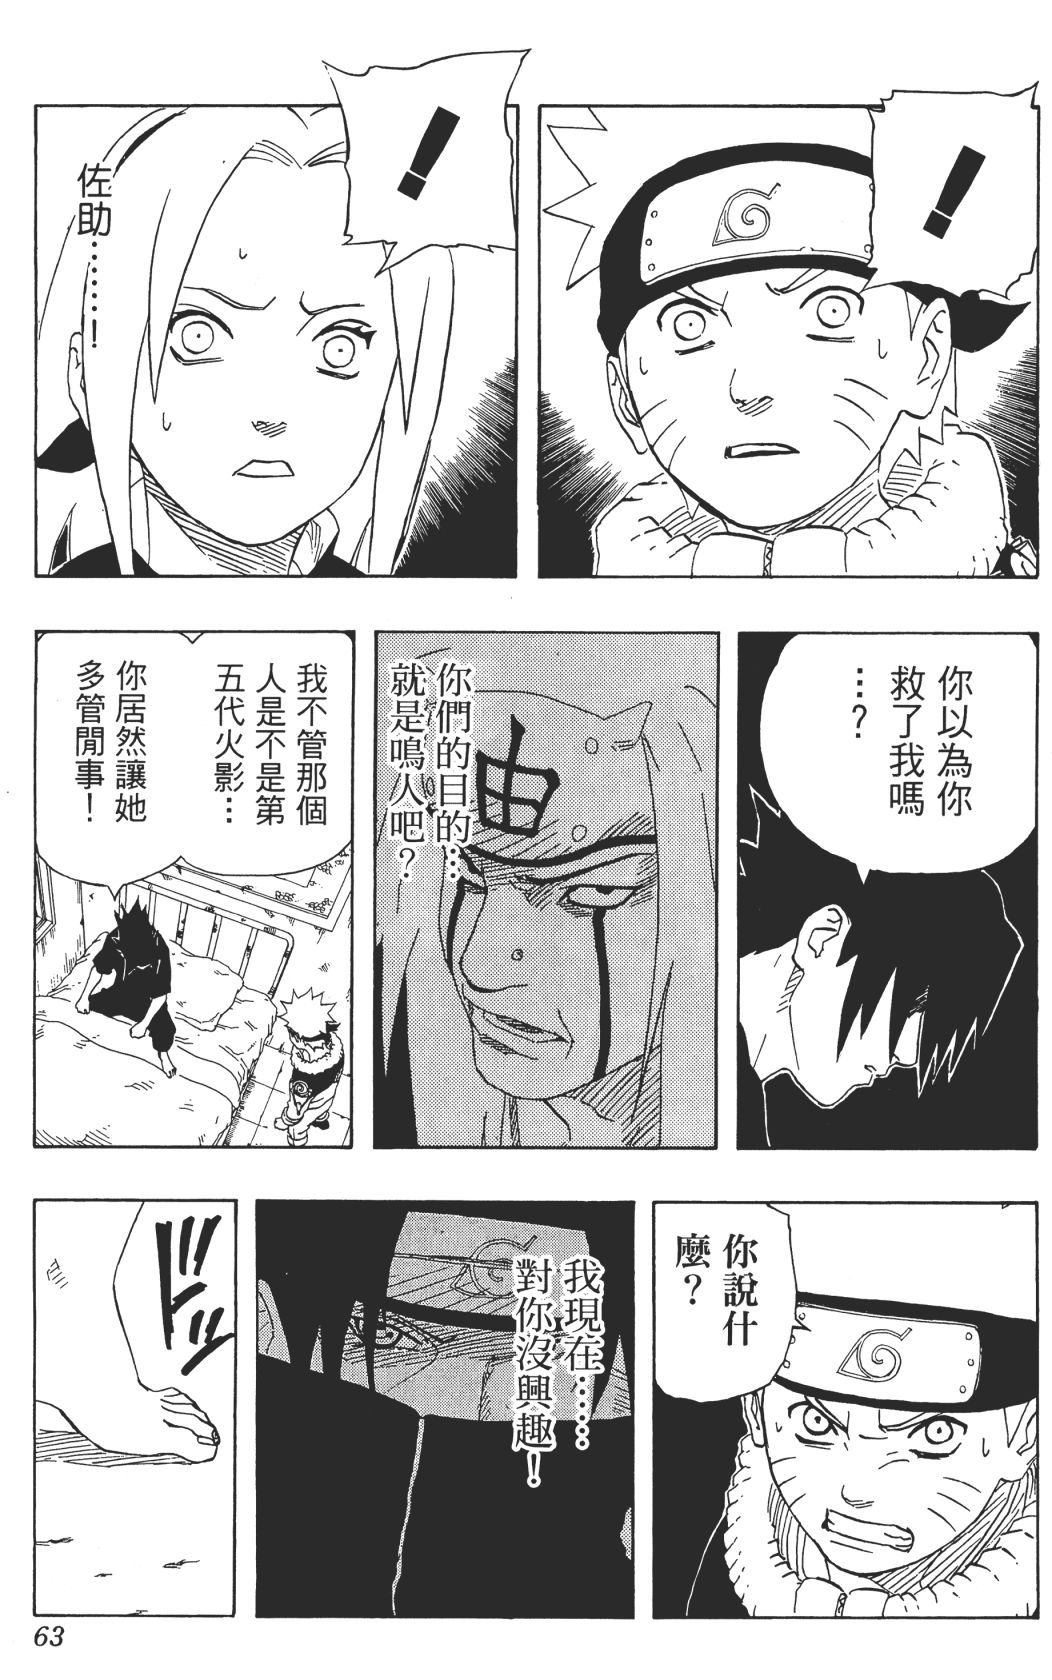 ！
！
佐助………！
你以為你
救了我嗎
…？
你們的目的…
就是鳴人吧？
我不管那個
人是不是第
五代火影…
你居然讓她
多管閒事！
你說什
麼？
我現在……
對你沒興趣！
ドッ
63